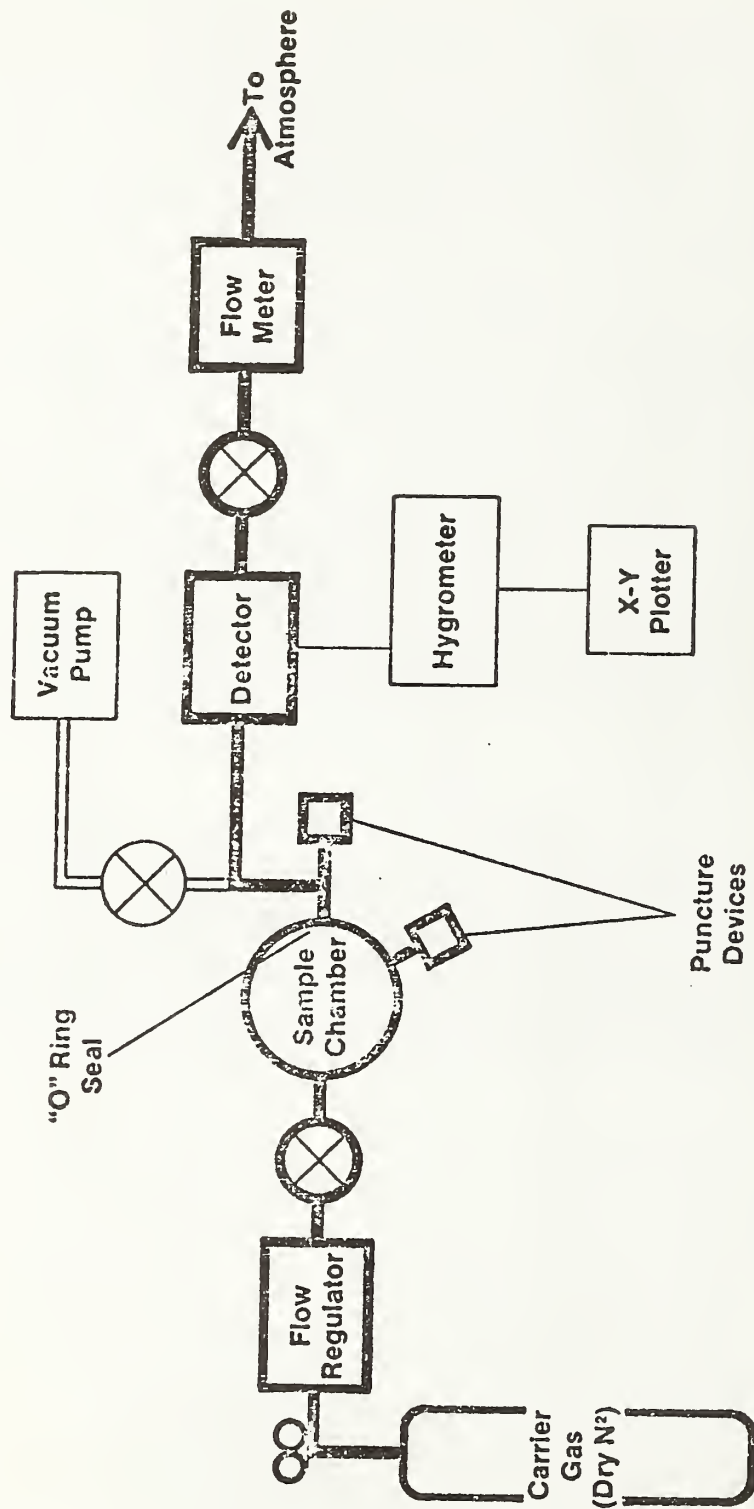 Vacuum
Pump
"O" Ring
Seal
Flow
Regulator
Sample
Chamber
Detector
Flow
Meter
To
Atmosphere
Carrier
Gas
(Dry N²)
Hygrometer
X-Y
Plotter
Puncture
Devices